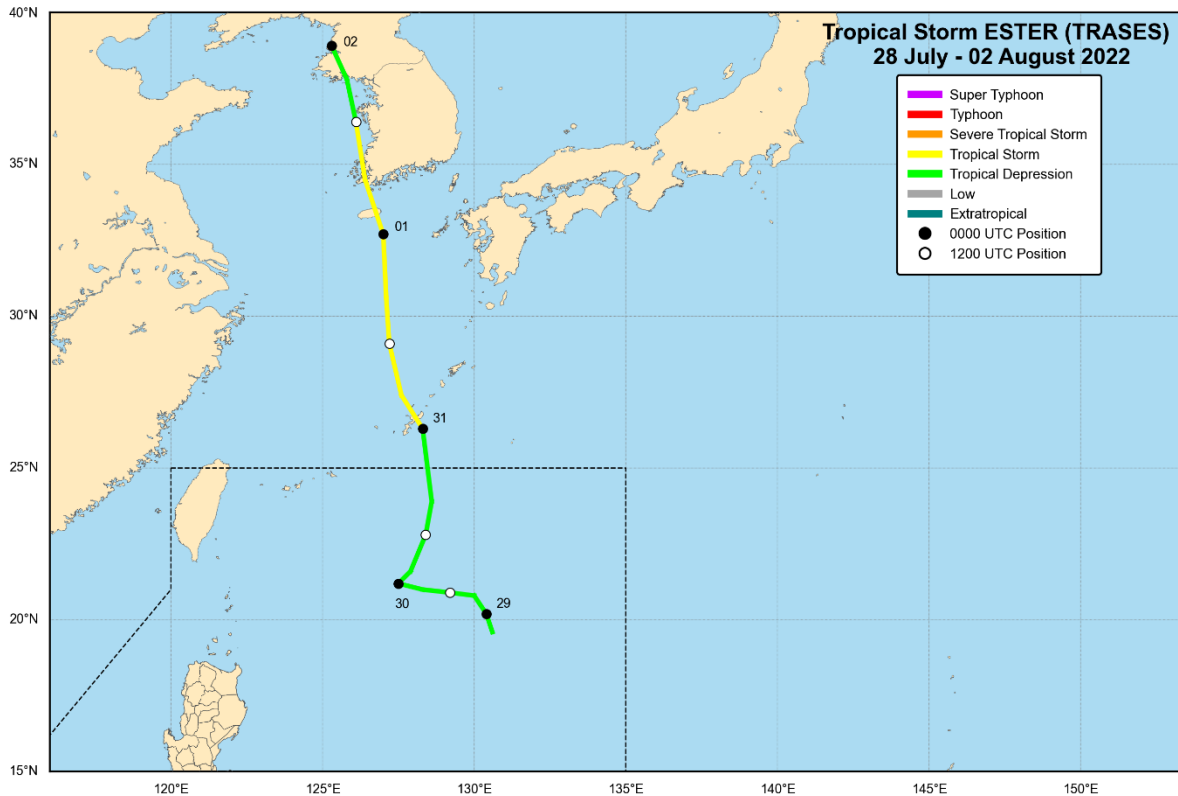 Tropical Storm ESTER (TRASES)
28 July - 02 August 2022
Super Typhoon
Typhoon
Severe Tropical Storm
Tropical Storm
Tropical Depression
Low
Extratropical
0000 UTC Position
1200 UTC Position
40°N
35°N
30°N
25°N
20°N
15°N
02
01
31
30
29
120°E
125°E
130°E
135°E
140°E
145°E
150°E